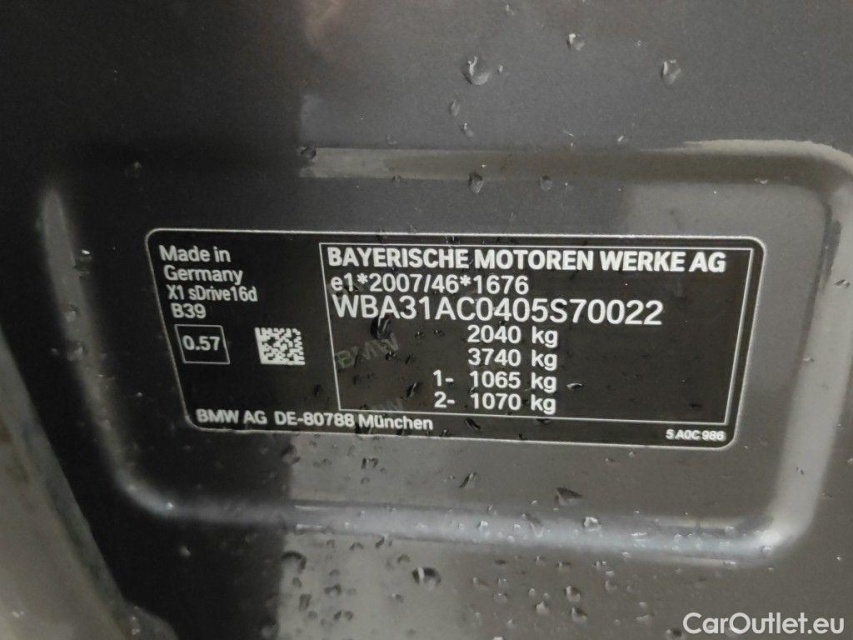 Made in
Germany
X1 sDrive16d
B39
0.57
BAYERISCHE MOTOREN WERKE AG
e1*2007/46*1676
WBA31AC0405S70022
2040 kg
3740 kg
1- 1065 kg
2- 1070 kg
BMW AG DE-80788 München
5 A0C 986
CarOutlet.eu